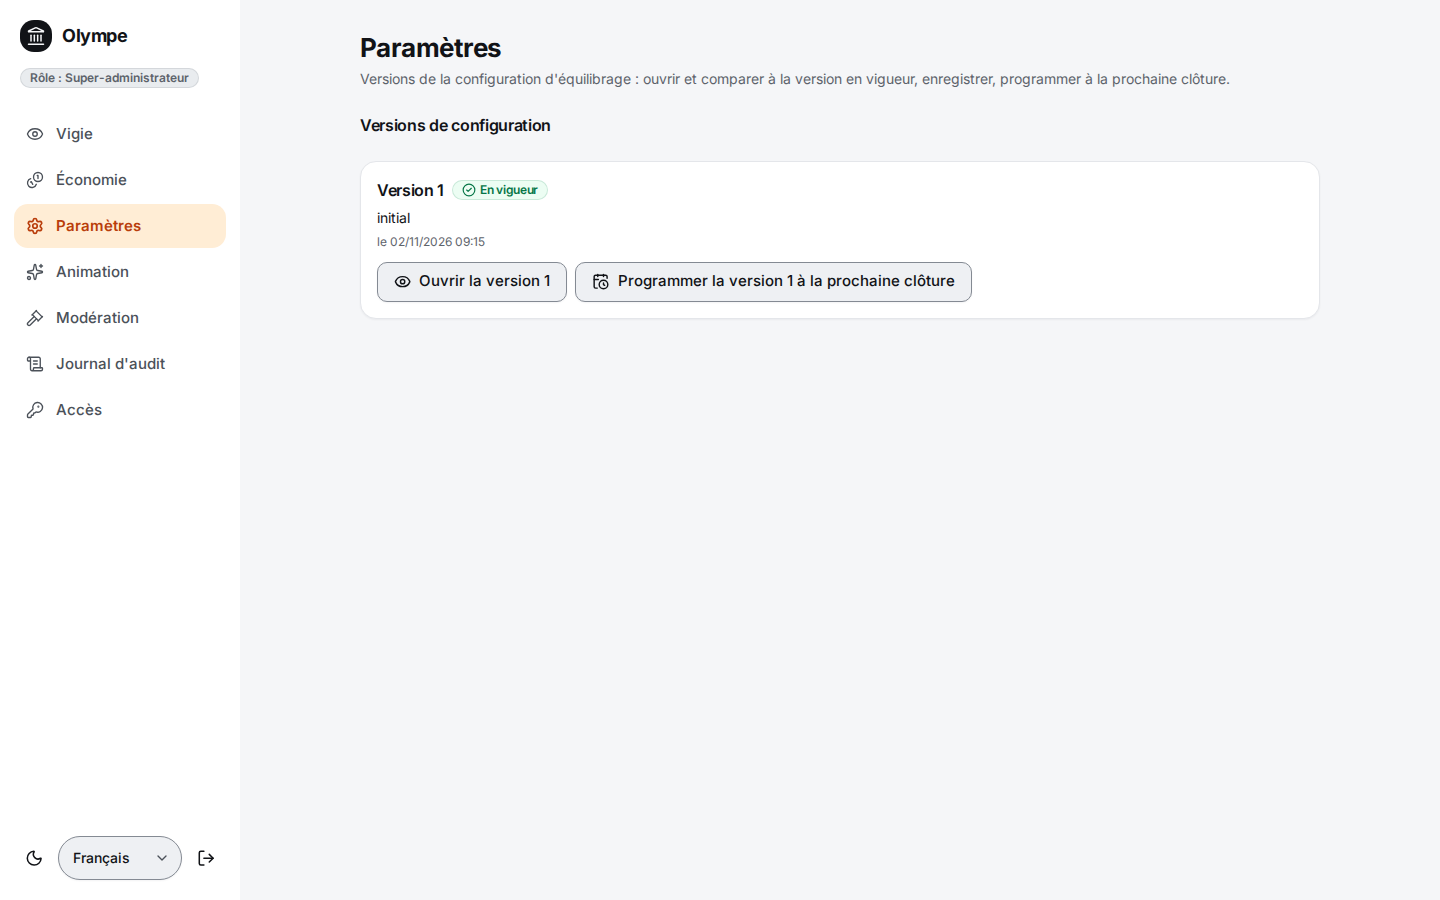 Olympe
Rôle : Super-administrateur
Vigie
Économie
Paramètres
Animation
Modération
Journal d'audit
Accès
Français
Paramètres
Versions de la configuration d'équilibrage : ouvrir et comparer à la version en vigueur, enregistrer, programmer à la prochaine clôture.
Versions de configuration
Version 1 En vigueur
initial
le 02/11/2026 09:15
Ouvrir la version 1 Programmer la version 1 à la prochaine clôture